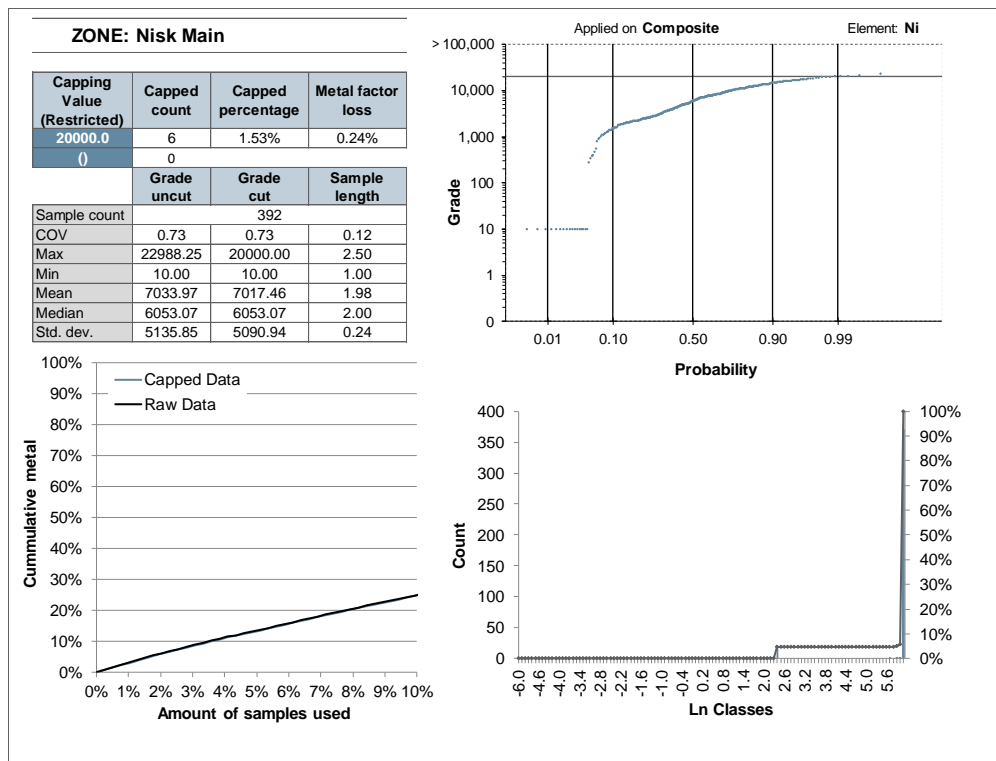 ZONE: Nisk Main
Capping Value (Restricted) Capped count Capped percentage Metal factor loss
20000.0 6 1.53% 0.24%
() 0
Grade uncut Grade cut Sample length
Sample count 392
COV 0.73 0.73 0.12
Max 22988.25 20000.00 2.50
Min 10.00 10.00 1.00
Mean 7033.97 7017.46 1.98
Median 6053.07 6053.07 2.00
Std. dev. 5135.85 5090.94 0.24
Applied on Composite Element: Ni
> 100,000
10,000
1,000
100
10
1
0
Grade
0.01 0.10 0.50 0.90 0.99
Probability
100%
90%
80%
70%
60%
50%
40%
30%
20%
10%
0%
Cummulative metal
Capped Data
Raw Data
0% 1% 2% 3% 4% 5% 6% 7% 8% 9% 10%
Amount of samples used
400
350
300
250
200
150
100
50
0
Count
100%
90%
80%
70%
60%
50%
40%
30%
20%
10%
0%
-6.0 -4.6 -4.0 -3.4 -2.8 -2.2 -1.6 -1.0 -0.4 0.2 0.8 1.4 2.0 2.6 3.2 3.8 4.4 5.0 5.6
Ln Classes